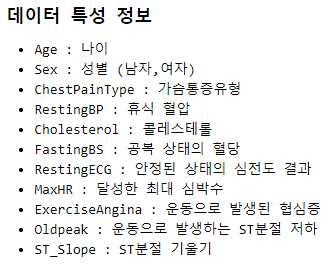 데이터 특성 정보
• Age : 나이
• Sex : 성별 (남자,여자)
• ChestPainType : 가슴통증유형
• RestingBP : 휴식 혈압
• Cholesterol : 콜레스테롤
• FastingBS : 공복 상태의 혈당
• RestingECG : 안정된 상태의 심전도 결과
• MaxHR : 달성한 최대 심박수
• ExerciseAngina : 운동으로 발생된 협심증
• Oldpeak : 운동으로 발생하는 ST분절 저하
• ST_Slope : ST분절 기울기